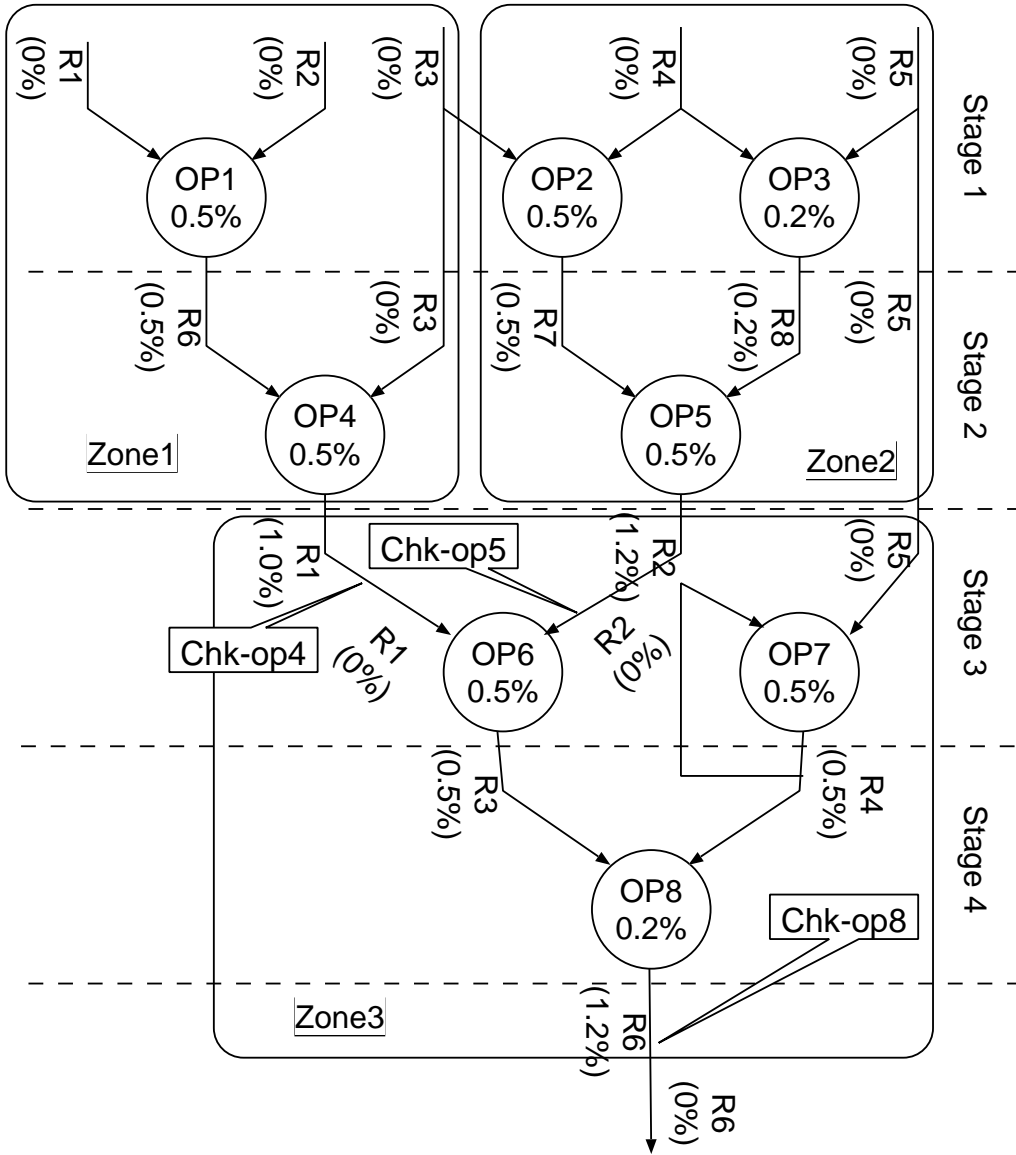 R1
(0%)
R2
(0%)
R3
(0%)
R4
(0%)
R5
(0%)
Stage 1
OP1
0.5%
OP2
0.5%
OP3
0.2%
R6
(0.5%)
R3
(0%)
R7
(0.5%)
R8
(0.2%)
R5
(0%)
Stage 2
OP4
0.5%
OP5
0.5%
Zone1
Zone2
R1
(1.0%)
Chk-op5
R2
(1.2%)
R5
(0%)
Stage 3
Chk-op4
R1
(0%)
OP6
0.5%
R2
(0%)
OP7
0.5%
R3
(0.5%)
R4
(0.5%)
Stage 4
OP8
0.2%
Chk-op8
Zone3
R6
(1.2%)
R6
(0%)